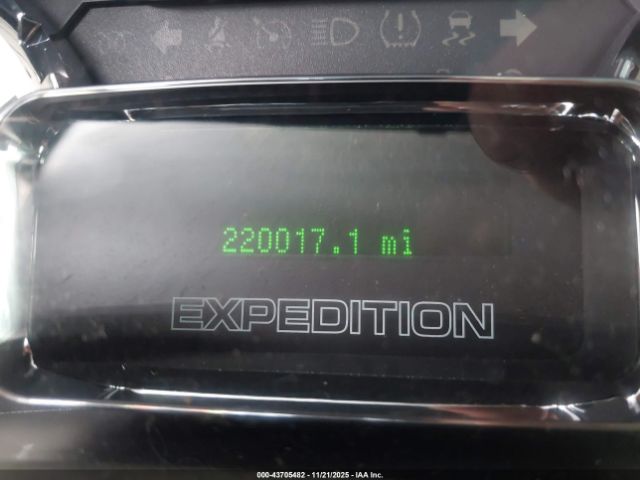 220017.1 mi
EXPEDITION
000-43705482 - 11/21/2025 - IAA Inc.